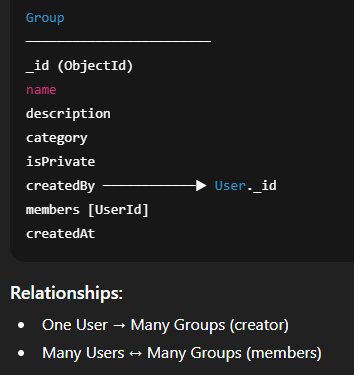 Group
_id (ObjectId)
name
description
category
isPrivate
createdBy ────────────▶ User._id
members [UserId]
createdAt
Relationships:
• One User → Many Groups (creator)
• Many Users ↔ Many Groups (members)